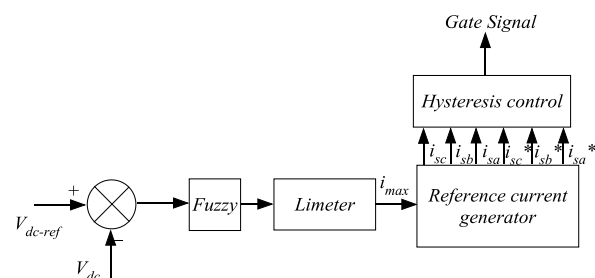 Gate Signal
Hysteresis control
i_sc i_sb i_sa i_sc* i_sb* i_sa*
+
V_dc-ref
Fuzzy
Limeter
i_max
Reference current
generator
−
V_dc